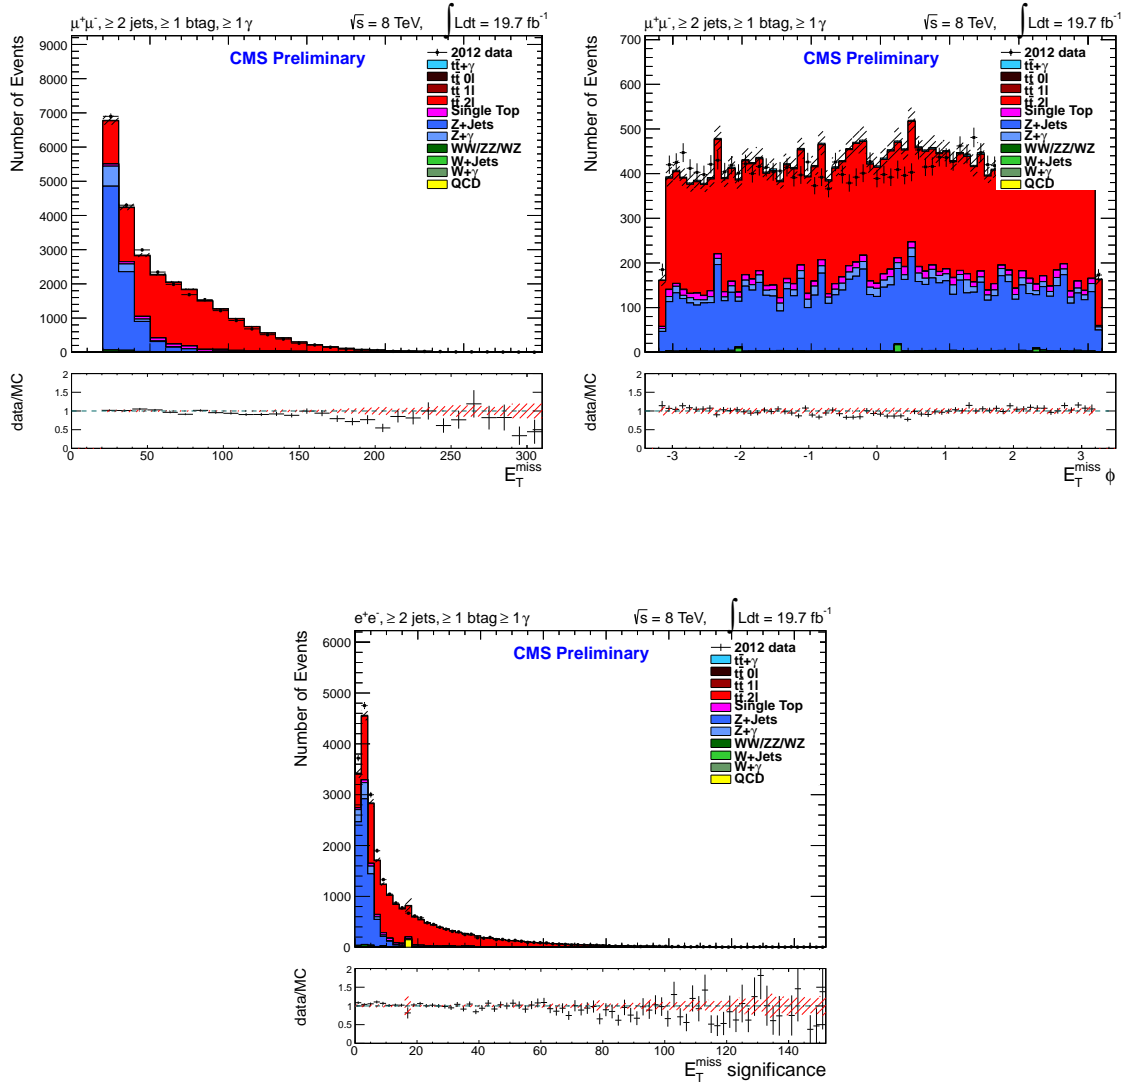 μ⁺μ⁻, ≥ 2 jets, ≥ 1 btag, ≥ 1 γ √s = 8 TeV, ∫ Ldt = 19.7 fb⁻¹
Number of Events
CMS Preliminary
2012 data
tt̄+γ
tt̄ 0l
tt̄ 1l
tt̄ 2l
Single Top
Z+Jets
Z+γ
WW/ZZ/WZ
W+Jets
W+γ
QCD
9000
8000
7000
6000
5000
4000
3000
2000
1000
0
data/MC
2
1.5
1
0.5
0
0 50 100 150 200 250 300
E_T^miss
μ⁺μ⁻, ≥ 2 jets, ≥ 1 btag, ≥ 1 γ √s = 8 TeV, ∫ Ldt = 19.7 fb⁻¹
Number of Events
CMS Preliminary
2012 data
tt̄+γ
tt̄ 0l
tt̄ 1l
tt̄ 2l
Single Top
Z+Jets
Z+γ
WW/ZZ/WZ
W+Jets
W+γ
QCD
700
600
500
400
300
200
100
0
data/MC
2
1.5
1
0.5
0
-3 -2 -1 0 1 2 3
E_T^miss ϕ
e⁺e⁻, ≥ 2 jets, ≥ 1 btag ≥ 1 γ √s = 8 TeV, ∫ Ldt = 19.7 fb⁻¹
Number of Events
CMS Preliminary
2012 data
tt̄+γ
tt̄ 0l
tt̄ 1l
tt̄ 2l
Single Top
Z+Jets
Z+γ
WW/ZZ/WZ
W+Jets
W+γ
QCD
6000
5000
4000
3000
2000
1000
0
data/MC
2
1.5
1
0.5
0
0 20 40 60 80 100 120 140
E_T^miss significance